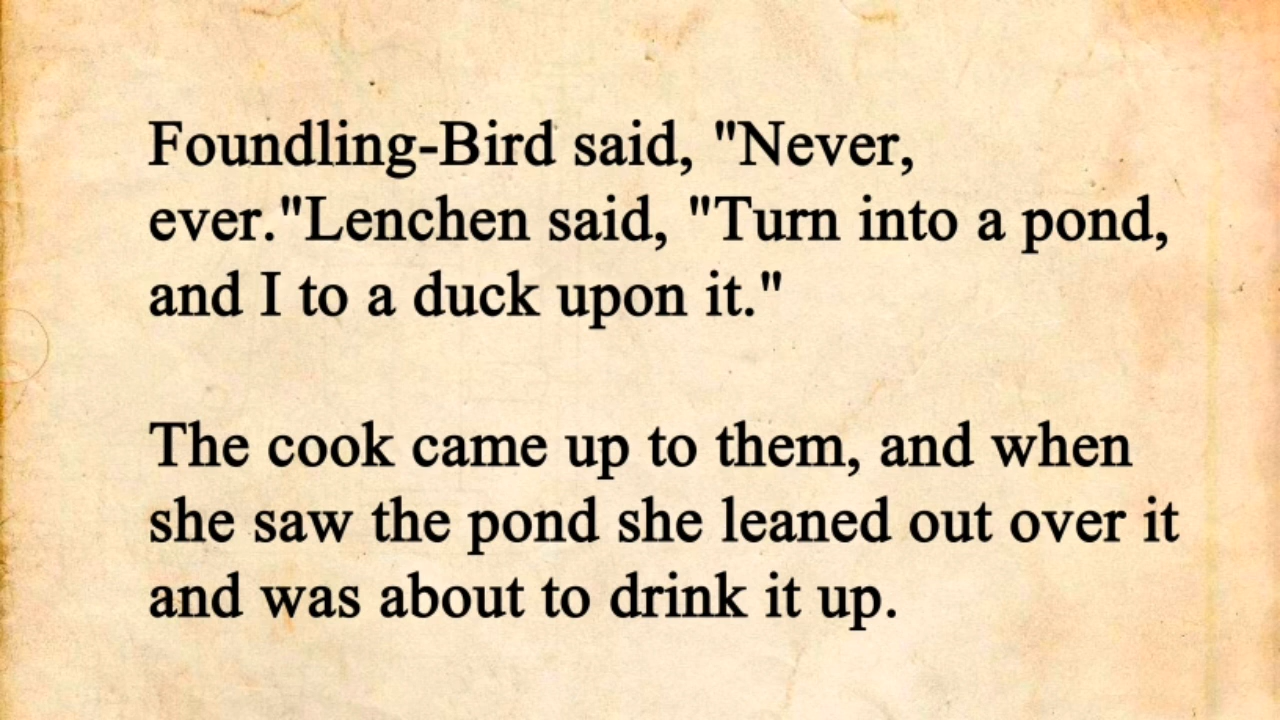 Foundling-Bird said, "Never,
ever."Lenchen said, "Turn into a pond,
and I to a duck upon it."
The cook came up to them, and when
she saw the pond she leaned out over it
and was about to drink it up.